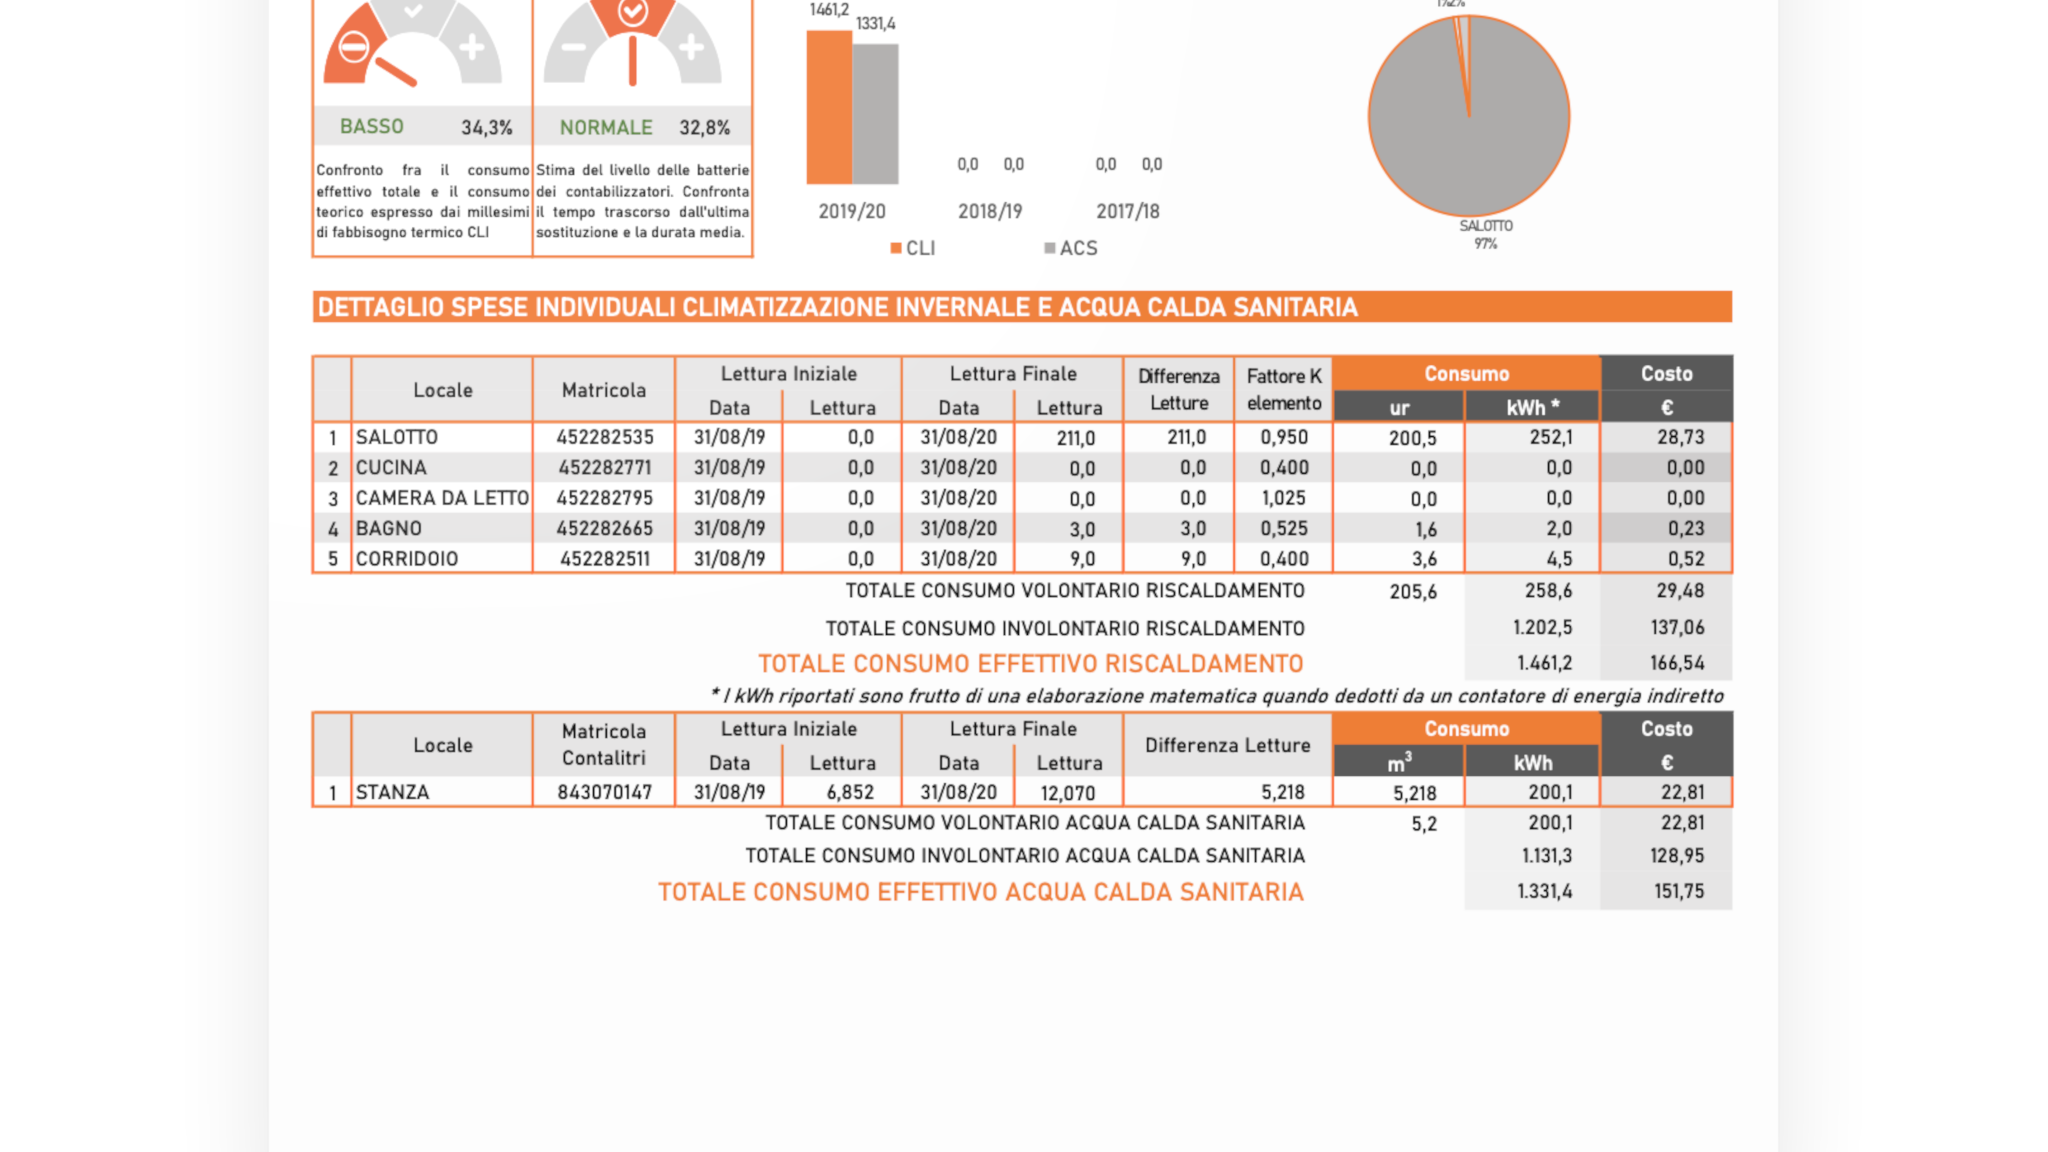 1461,2
1331,4
1%2%
BASSO 34,3%
NORMALE 32,8%
Confronto fra il consumo
effettivo totale e il consumo
teorico espresso dai millesimi
di fabbisogno termico CLI
Stima del livello delle batterie
dei contabilizzatori. Confronta
il tempo trascorso dall'ultima
sostituzione e la durata media.
0,0 0,0 0,0 0,0
2019/20 2018/19 2017/18
CLI ACS
SALOTTO
97%
DETTAGLIO SPESE INDIVIDUALI CLIMATIZZAZIONE INVERNALE E ACQUA CALDA SANITARIA
Locale Matricola Lettura Iniziale Lettura Finale Differenza Letture Fattore K elemento Consumo Costo
Data Lettura Data Lettura ur kWh * €
1 SALOTTO 452282535 31/08/19 0,0 31/08/20 211,0 211,0 0,950 200,5 252,1 28,73
2 CUCINA 452282771 31/08/19 0,0 31/08/20 0,0 0,0 0,400 0,0 0,0 0,00
3 CAMERA DA LETTO 452282795 31/08/19 0,0 31/08/20 0,0 0,0 1,025 0,0 0,0 0,00
4 BAGNO 452282665 31/08/19 0,0 31/08/20 3,0 3,0 0,525 1,6 2,0 0,23
5 CORRIDOIO 452282511 31/08/19 0,0 31/08/20 9,0 9,0 0,400 3,6 4,5 0,52
TOTALE CONSUMO VOLONTARIO RISCALDAMENTO 205,6 258,6 29,48
TOTALE CONSUMO INVOLONTARIO RISCALDAMENTO 1.202,5 137,06
TOTALE CONSUMO EFFETTIVO RISCALDAMENTO 1.461,2 166,54
* I kWh riportati sono frutto di una elaborazione matematica quando dedotti da un contatore di energia indiretto
Locale Matricola Contalitri Lettura Iniziale Lettura Finale Differenza Letture Consumo Costo
Data Lettura Data Lettura m³ kWh €
1 STANZA 843070147 31/08/19 6,852 31/08/20 12,070 5,218 5,218 200,1 22,81
TOTALE CONSUMO VOLONTARIO ACQUA CALDA SANITARIA 5,2 200,1 22,81
TOTALE CONSUMO INVOLONTARIO ACQUA CALDA SANITARIA 1.131,3 128,95
TOTALE CONSUMO EFFETTIVO ACQUA CALDA SANITARIA 1.331,4 151,75